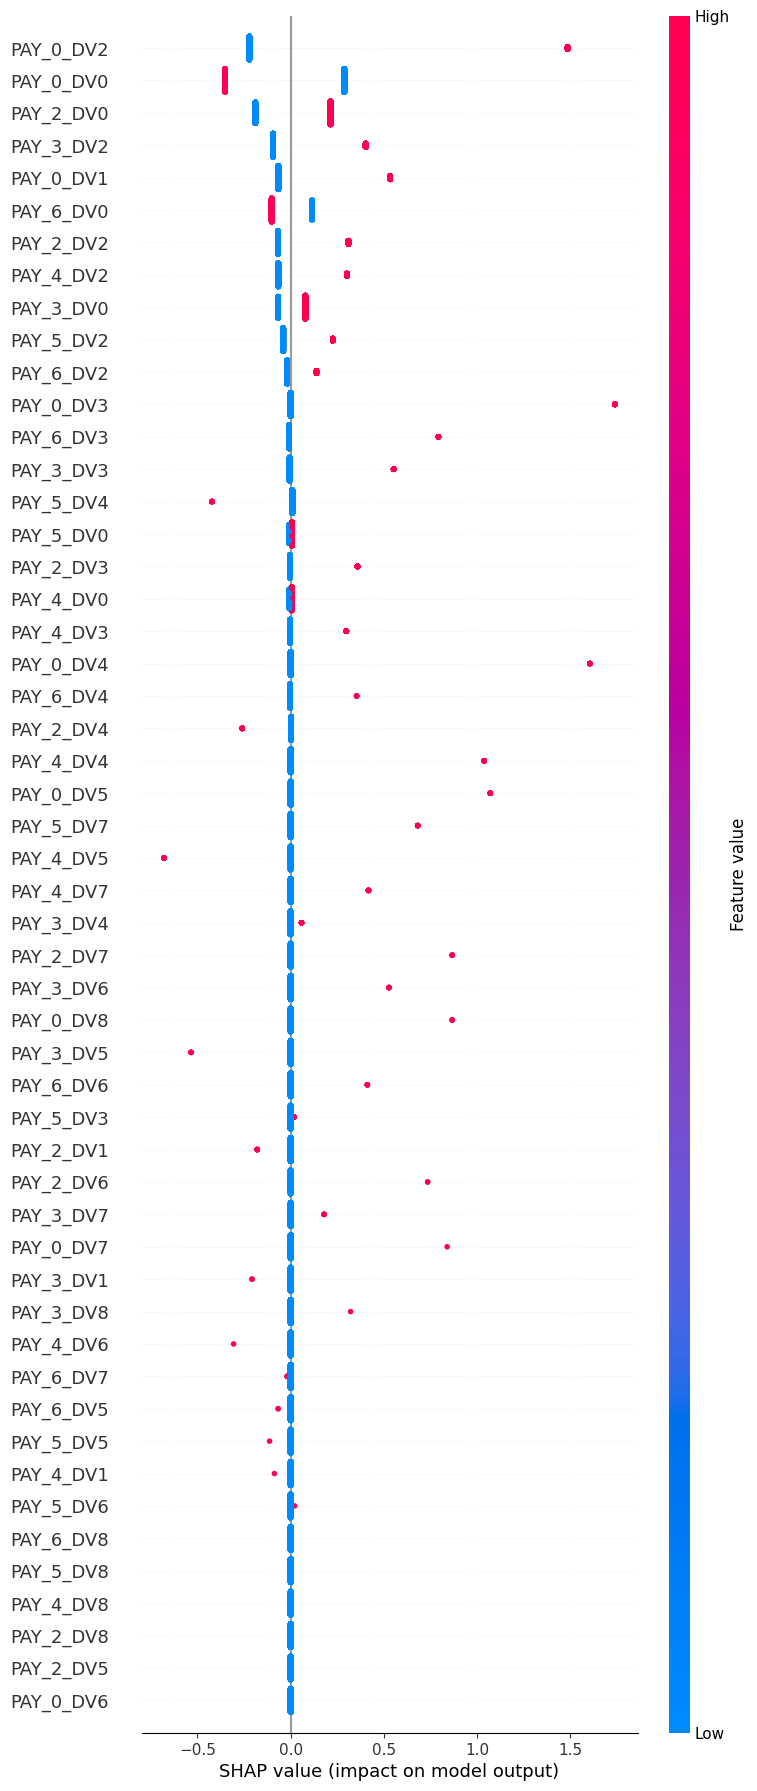 High
PAY_0_DV2
PAY_0_DV0
PAY_2_DV0
PAY_3_DV2
PAY_0_DV1
PAY_6_DV0
PAY_2_DV2
PAY_4_DV2
PAY_3_DV0
PAY_5_DV2
PAY_6_DV2
PAY_0_DV3
PAY_6_DV3
PAY_3_DV3
PAY_5_DV4
PAY_5_DV0
PAY_2_DV3
PAY_4_DV0
PAY_4_DV3
PAY_0_DV4
PAY_6_DV4
PAY_2_DV4
PAY_4_DV4
PAY_0_DV5
PAY_5_DV7
PAY_4_DV5
PAY_4_DV7
PAY_3_DV4
PAY_2_DV7
PAY_3_DV6
PAY_0_DV8
PAY_3_DV5
PAY_6_DV6
PAY_5_DV3
PAY_2_DV1
PAY_2_DV6
PAY_3_DV7
PAY_0_DV7
PAY_3_DV1
PAY_3_DV8
PAY_4_DV6
PAY_6_DV7
PAY_6_DV5
PAY_5_DV5
PAY_4_DV1
PAY_5_DV6
PAY_6_DV8
PAY_5_DV8
PAY_4_DV8
PAY_2_DV8
PAY_2_DV5
PAY_0_DV6
Feature value
Low
−0.5 0.0 0.5 1.0 1.5
SHAP value (impact on model output)